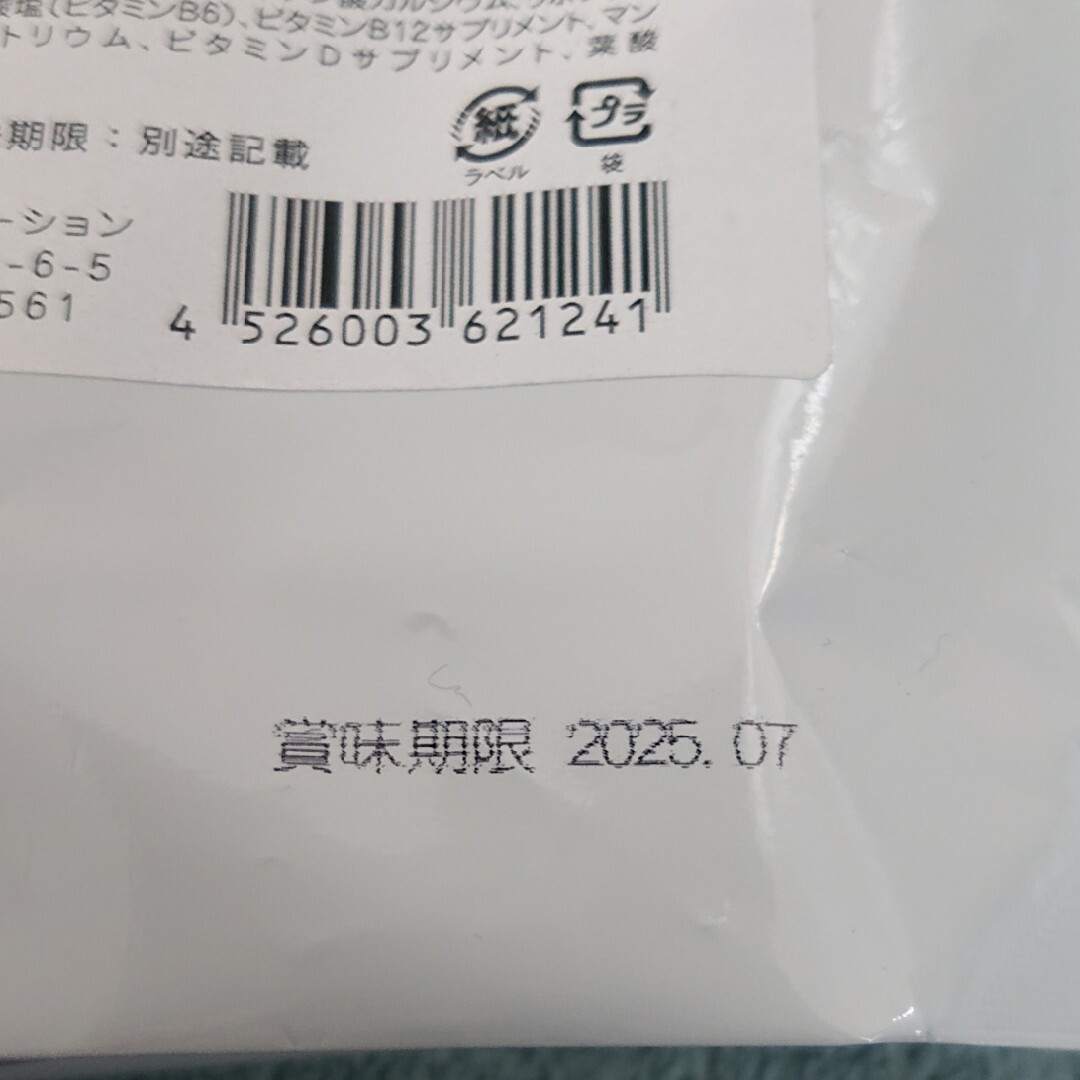 酸塩(ビタミンB6)、ビタミンB12サプリメント、マン
トリウム、ビタミンDサプリメント、葉酸
期限：別途記載
紙
プラ
ラベル
袋
ーション
-6-5
561
4 526003 621241
賞味期限 2025.07